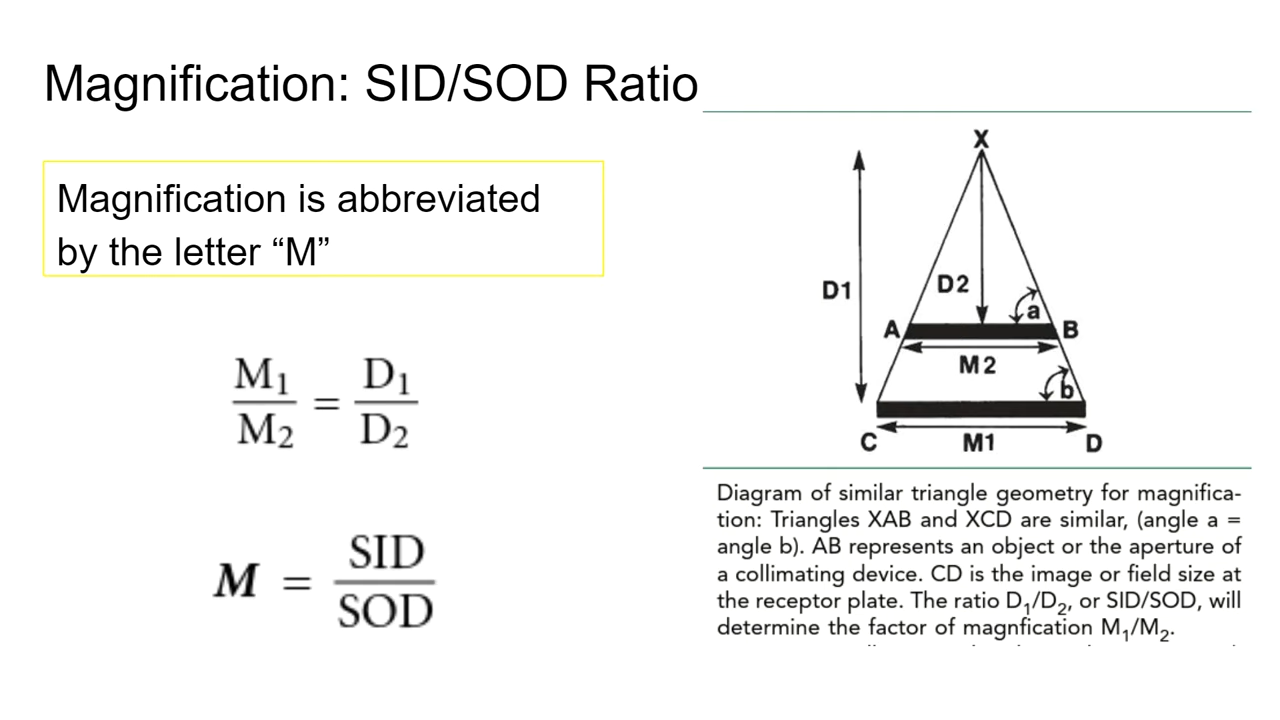 Magnification: SID/SOD Ratio
Magnification is abbreviated
by the letter “M”
M₁/M₂ = D₁/D₂
M = SID/SOD
X
D1
D2
a
A
B
M2
b
C
M1
D
Diagram of similar triangle geometry for magnifica-
tion: Triangles XAB and XCD are similar, (angle a =
angle b). AB represents an object or the aperture of
a collimating device. CD is the image or field size at
the receptor plate. The ratio D₁/D₂, or SID/SOD, will
determine the factor of magnfication M₁/M₂.